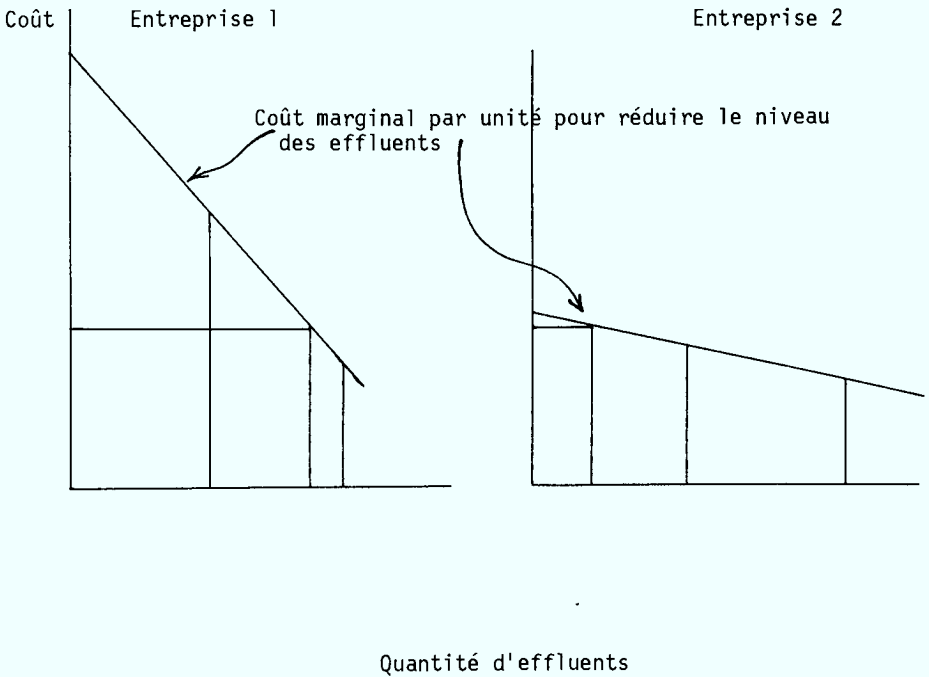 Coût
Entreprise 1
Entreprise 2
Coût marginal par unité pour réduire le niveau
des effluents
Quantité d'effluents